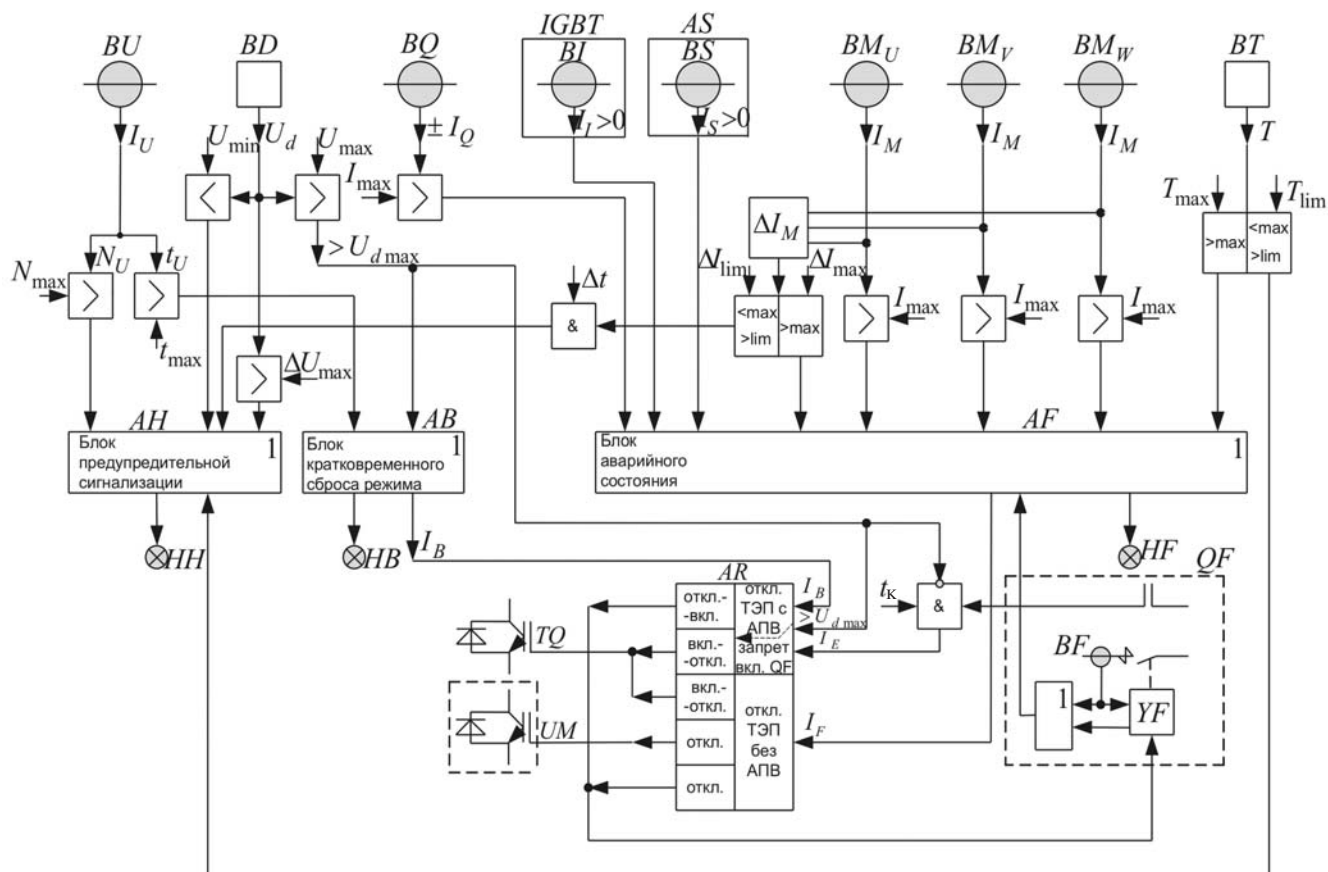 BU
BD
BQ
IGBT
BI
AS
BS
BM_U
BM_V
BM_W
BT
I_U
U_min
U_d
U_max
± I_Q
I_I >0
I_S >0
I_M
I_M
I_M
T
<
>
I_max
>
T_max
T_lim
ΔI_M
>max
<max
>lim
> U_d max
N_max
N_U
>
t_U
>
t_max
Δt
&
ΔI_lim
ΔI_max
<max
>lim
>max
>
I_max
>
I_max
>
I_max
>
ΔU_max
AH
Блок
предупредительной
сигнализации
1
AB
Блок
кратковременного
сброса режима
1
AF
Блок
аварийного
состояния
1
HH
HB
I_B
HF
QF
AR
откл.-
-вкл.
вкл.-
-откл.
вкл.-
-откл.
откл.
откл.
откл.
ТЭП с
АПВ
запрет
вкл. QF
откл.
ТЭП
без
АПВ
I_B
> U_d max
I_E
I_F
t_К
&
TQ
UM
BF
1
YF